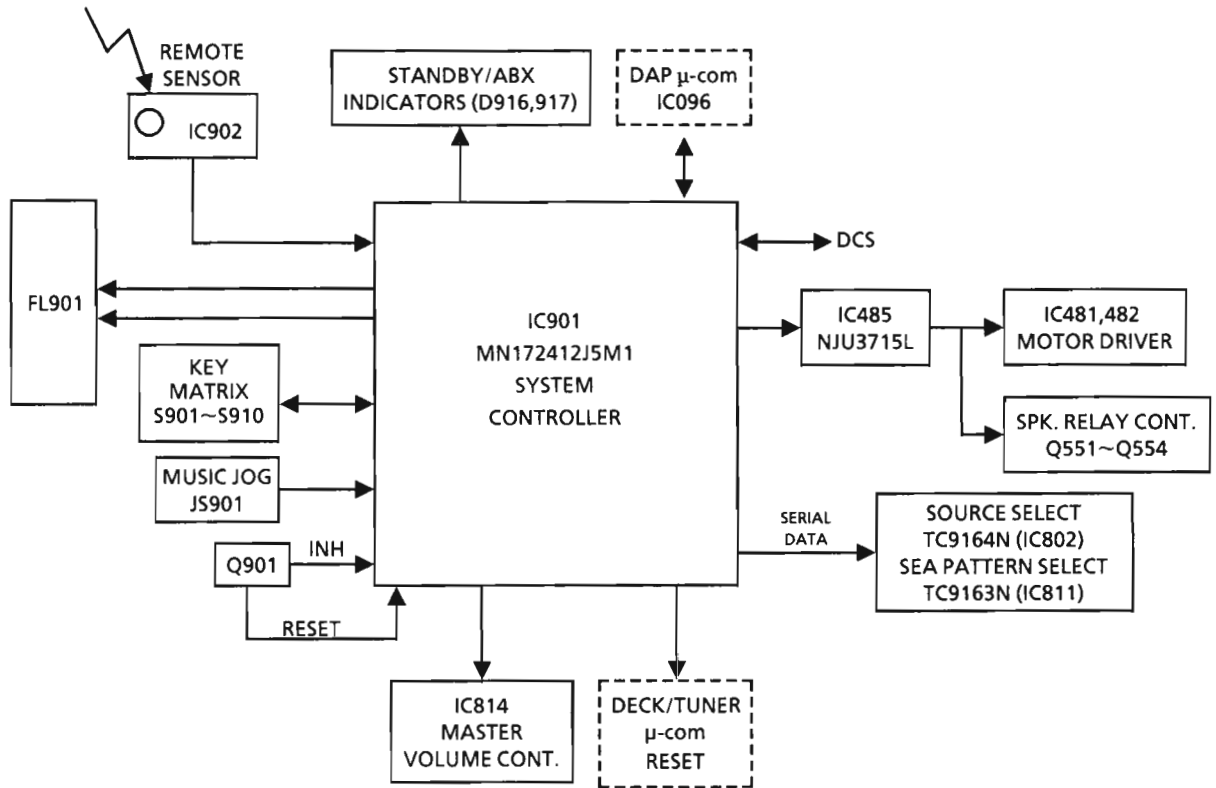 REMOTE
SENSOR
IC902
STANDBY/ABX
INDICATORS (D916,917)
DAP μ-com
IC096
FL901
DCS
IC901
MN172412J5M1
SYSTEM
CONTROLLER
IC485
NJU3715L
IC481,482
MOTOR DRIVER
KEY
MATRIX
S901~S910
SPK. RELAY CONT.
Q551~Q554
MUSIC JOG
JS901
SERIAL
DATA
SOURCE SELECT
TC9164N (IC802)
SEA PATTERN SELECT
TC9163N (IC811)
Q901
INH
RESET
IC814
MASTER
VOLUME CONT.
DECK/TUNER
μ-com
RESET